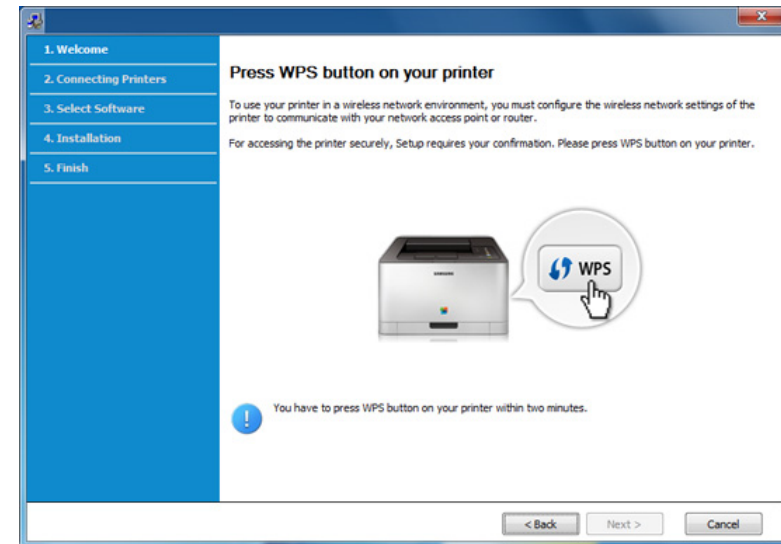 1. Welcome
2. Connecting Printers
3. Select Software
4. Installation
5. Finish
Press WPS button on your printer
To use your printer in a wireless network environment, you must configure the wireless network settings of the
printer to communicate with your network access point or router.
For accessing the printer securely, Setup requires your confirmation. Please press WPS button on your printer.
SAMSUNG
WPS
You have to press WPS button on your printer within two minutes.
< Back
Next >
Cancel